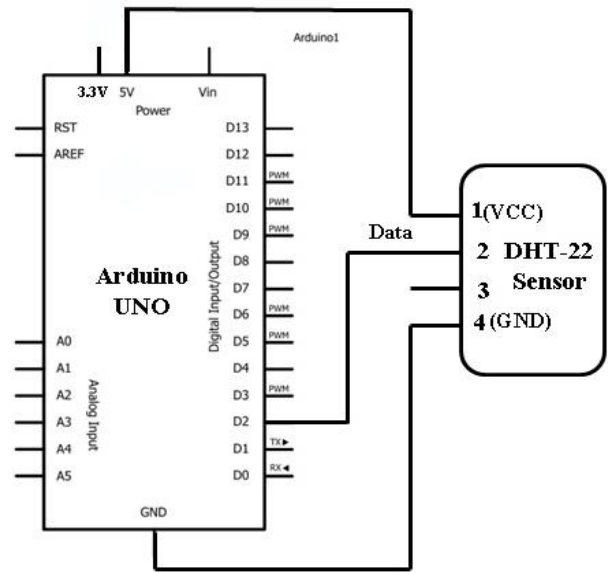 Arduino1
3.3V 5V Vin
Power
RST D13
AREF D12
D11 PWM
D10 PWM
D9 PWM
D8
D7
D6 PWM
A0 D5 PWM
A1 D4
A2 D3 PWM
A3 D2
A4 D1 TX▶
A5 D0 RX◀
Arduino
UNO
Digital Input/Output
Analog Input
GND
Data
1(VCC)
2 DHT-22
3 Sensor
4(GND)